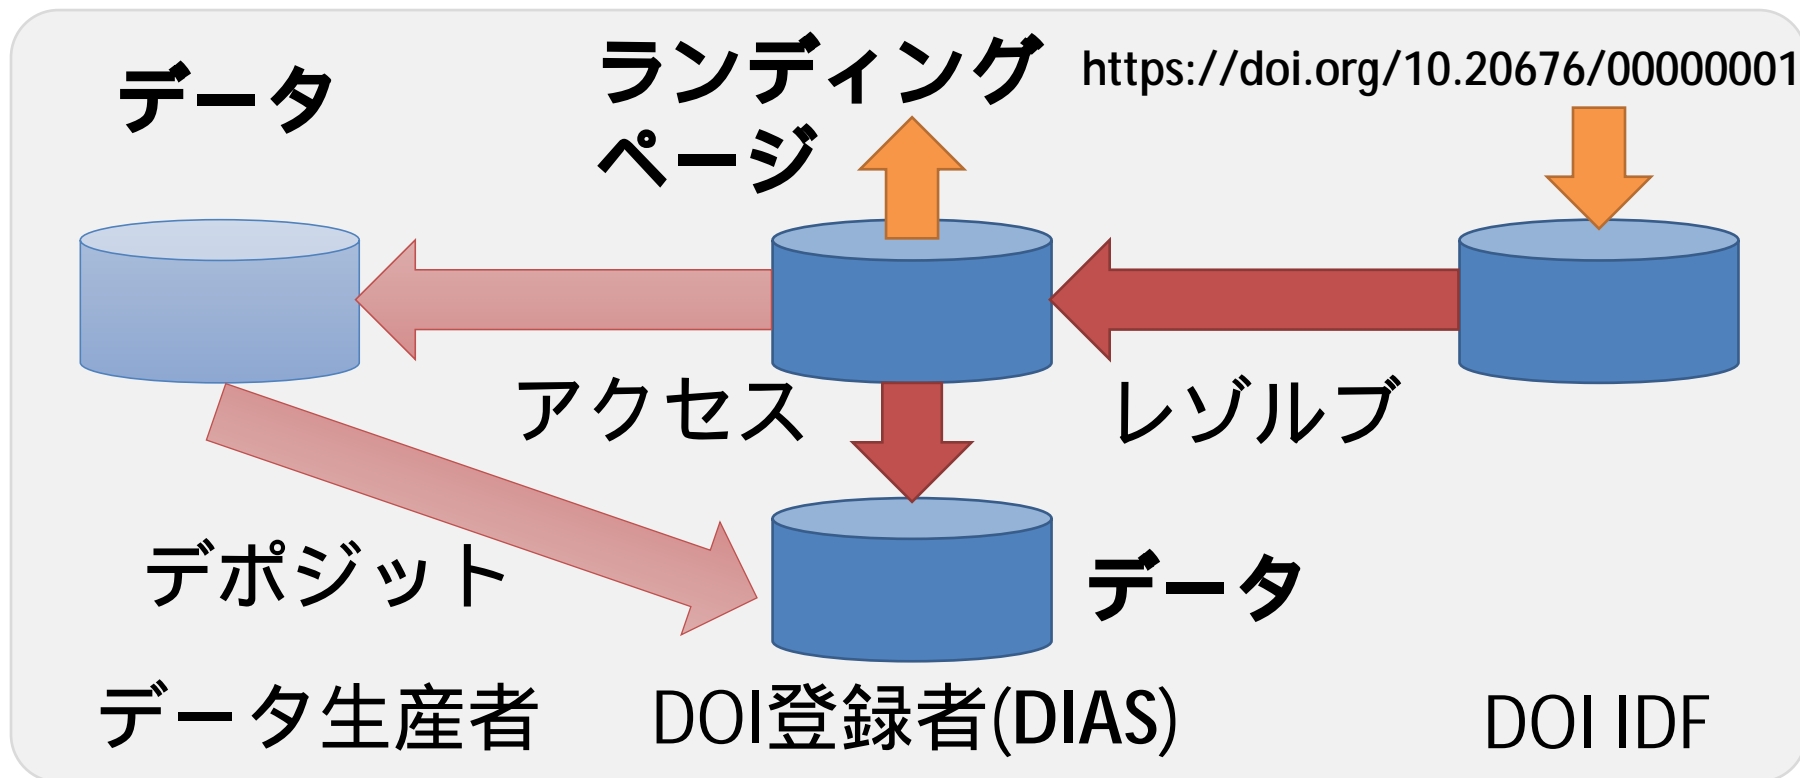 データ
ランディング
ページ
https://doi.org/10.20676/00000001
アクセス
レゾルブ
デポジット
データ
データ生産者
DOI登録者(DIAS)
DOI IDF